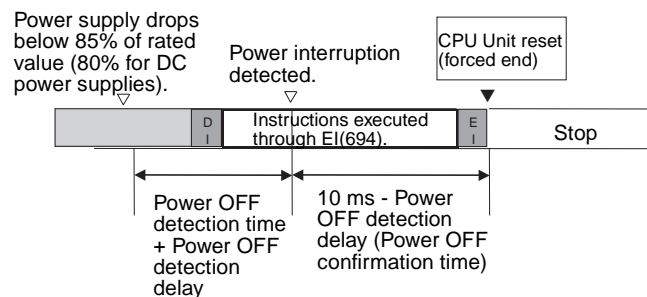 Power supply drops
below 85% of rated
value (80% for DC
power supplies).
Power interruption
detected.
CPU Unit reset
(forced end)
D
I
Instructions executed
through EI(694).
E
I
Stop
Power OFF
detection time
+ Power OFF
detection
delay
10 ms - Power
OFF detection
delay (Power OFF
confirmation time)